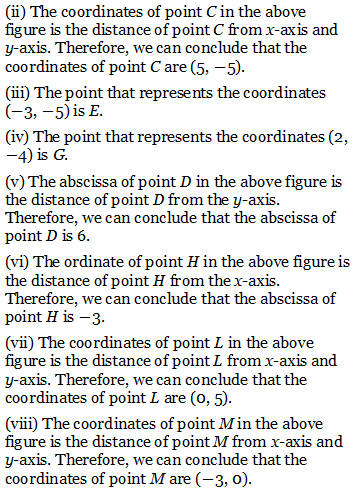 (ii) The coordinates of point C in the above
figure is the distance of point C from x-axis and
y-axis. Therefore, we can conclude that the
coordinates of point C are (5, −5).
(iii) The point that represents the coordinates
(−3, −5) is E.
(iv) The point that represents the coordinates (2,
−4) is G.
(v) The abscissa of point D in the above figure is
the distance of point D from the y-axis.
Therefore, we can conclude that the abscissa of
point D is 6.
(vi) The ordinate of point H in the above figure is
the distance of point H from the x-axis.
Therefore, we can conclude that the abscissa of
point H is −3.
(vii) The coordinates of point L in the above
figure is the distance of point L from x-axis and
y-axis. Therefore, we can conclude that the
coordinates of point L are (0, 5).
(viii) The coordinates of point M in the above
figure is the distance of point M from x-axis and
y-axis. Therefore, we can conclude that the
coordinates of point M are (−3, 0).